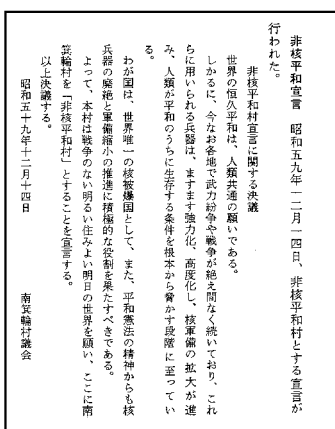 非核平和宣言　昭和五九年一二月一四日、非核平和村とする宣言が
行われた。
非核平和村宣言に関する決議
世界の恒久平和は、人類共通の願いである。
しかるに、今なお各地で武力紛争や戦争が絶え間なく続いており、これ
らに用いられる兵器は、ますます強力化、高度化し、核軍備の拡大が進
み、人類が平和のうちに生存する条件を根本から脅かす段階に至ってい
る。
わが国は、世界唯一の核被爆国として、また、平和憲法の精神からも核
兵器の廃絶と軍備縮小の推進に積極的な役割を果たすべきである。
よって、本村は戦争のない明るい住みよい明日の世界を願い、ここに南
箕輪村を「非核平和村」とすることを宣言する。
以上決議する。
昭和五十九年十二月十四日
南箕輪村議会